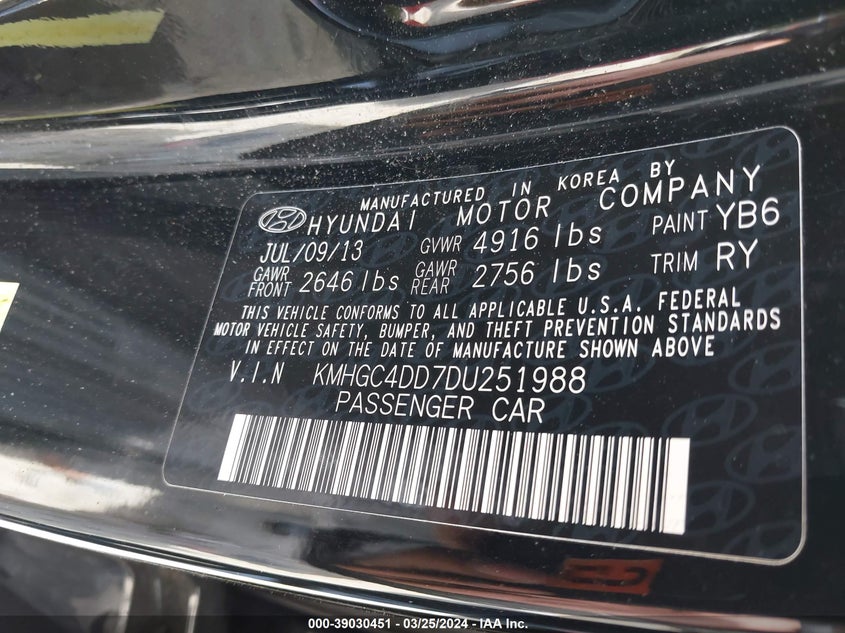 MANUFACTURED IN KOREA BY
HYUNDAI MOTOR COMPANY
JUL/09/13 GVWR 4916 lbs PAINT YB6
GAWR FRONT 2646 lbs GAWR REAR 2756 lbs TRIM RY
THIS VEHICLE CONFORMS TO ALL APPLICABLE U.S.A. FEDERAL
MOTOR VEHICLE SAFETY, BUMPER, AND THEFT PREVENTION STANDARDS
IN EFFECT ON THE DATE OF MANUFACTURE SHOWN ABOVE
V.I.N KMHGC4DD7DU251988
PASSENGER CAR
000-39030451 - 03/25/2024 - IAA Inc.